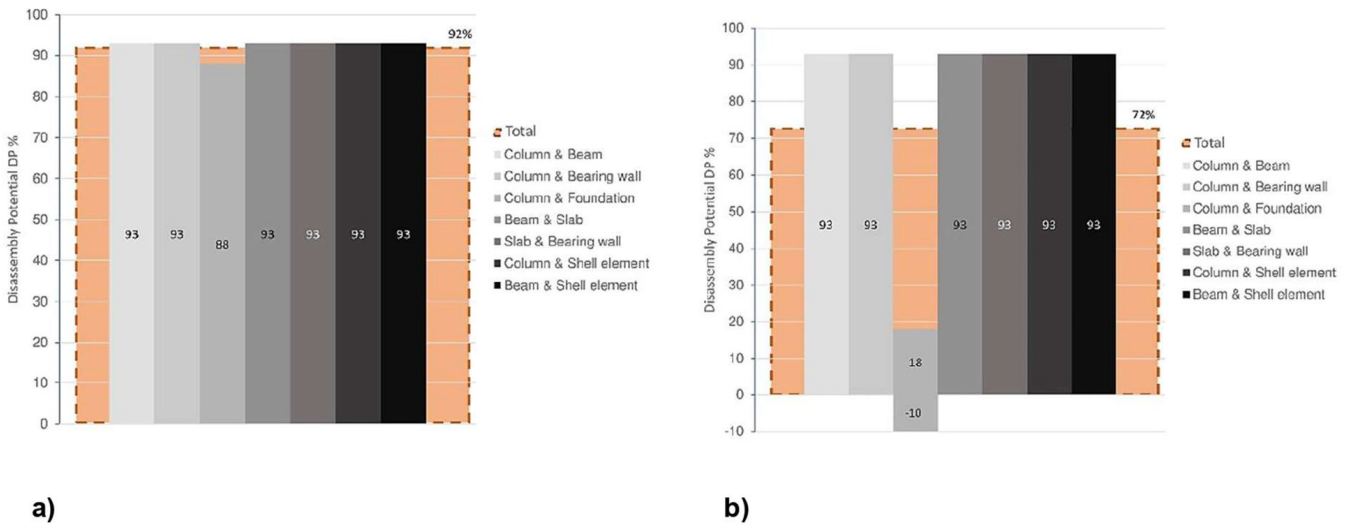 Disassembly Potential DP %
100
90
80
70
60
50
40
30
20
10
0
92%
93
93
88
93
93
93
93
Total
Column & Beam
Column & Bearing wall
Column & Foundation
Beam & Slab
Slab & Bearing wall
Column & Shell element
Beam & Shell element
a)
Disassembly Potential DP %
100
90
80
70
60
50
40
30
20
10
0
-10
72%
93
93
18
-10
93
93
93
93
Total
Column & Beam
Column & Bearing wall
Column & Foundation
Beam & Slab
Slab & Bearing wall
Column & Shell element
Beam & Shell element
b)